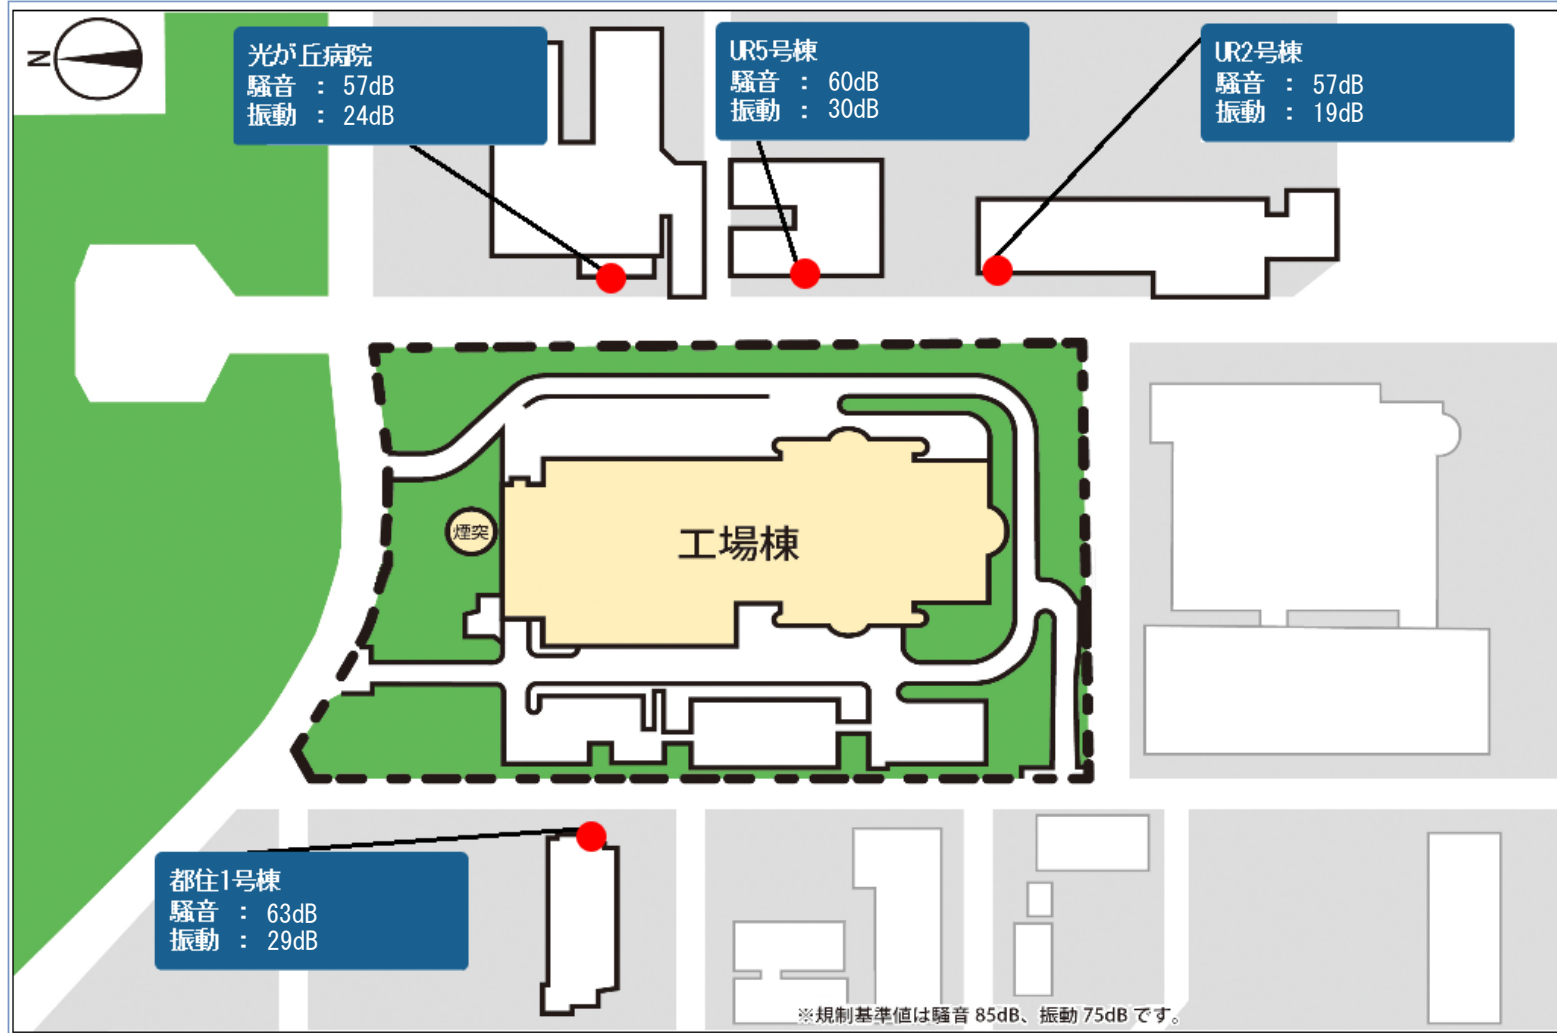 N
光が丘病院
騒音 ： 57dB
振動 ： 24dB
UR5号棟
騒音 ： 60dB
振動 ： 30dB
UR2号棟
騒音 ： 57dB
振動 ： 19dB
煙突
工場棟
都住1号棟
騒音 ： 63dB
振動 ： 29dB
※規制基準値は騒音 85dB、振動 75dB です。